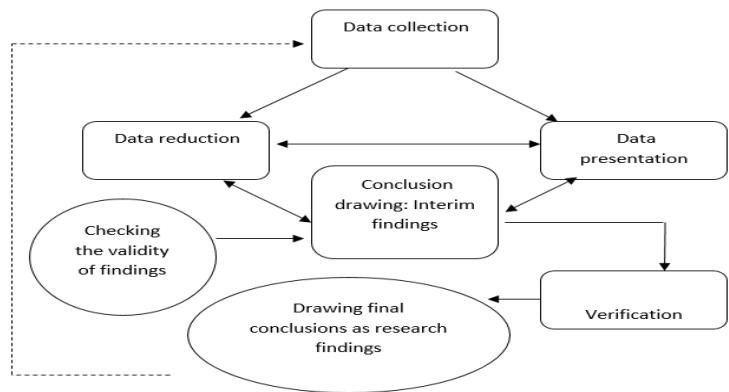 Data collection
Data reduction
Data
presentation
Conclusion
drawing: Interim
findings
Checking
the validity
of findings
Verification
Drawing final
conclusions as research
findings